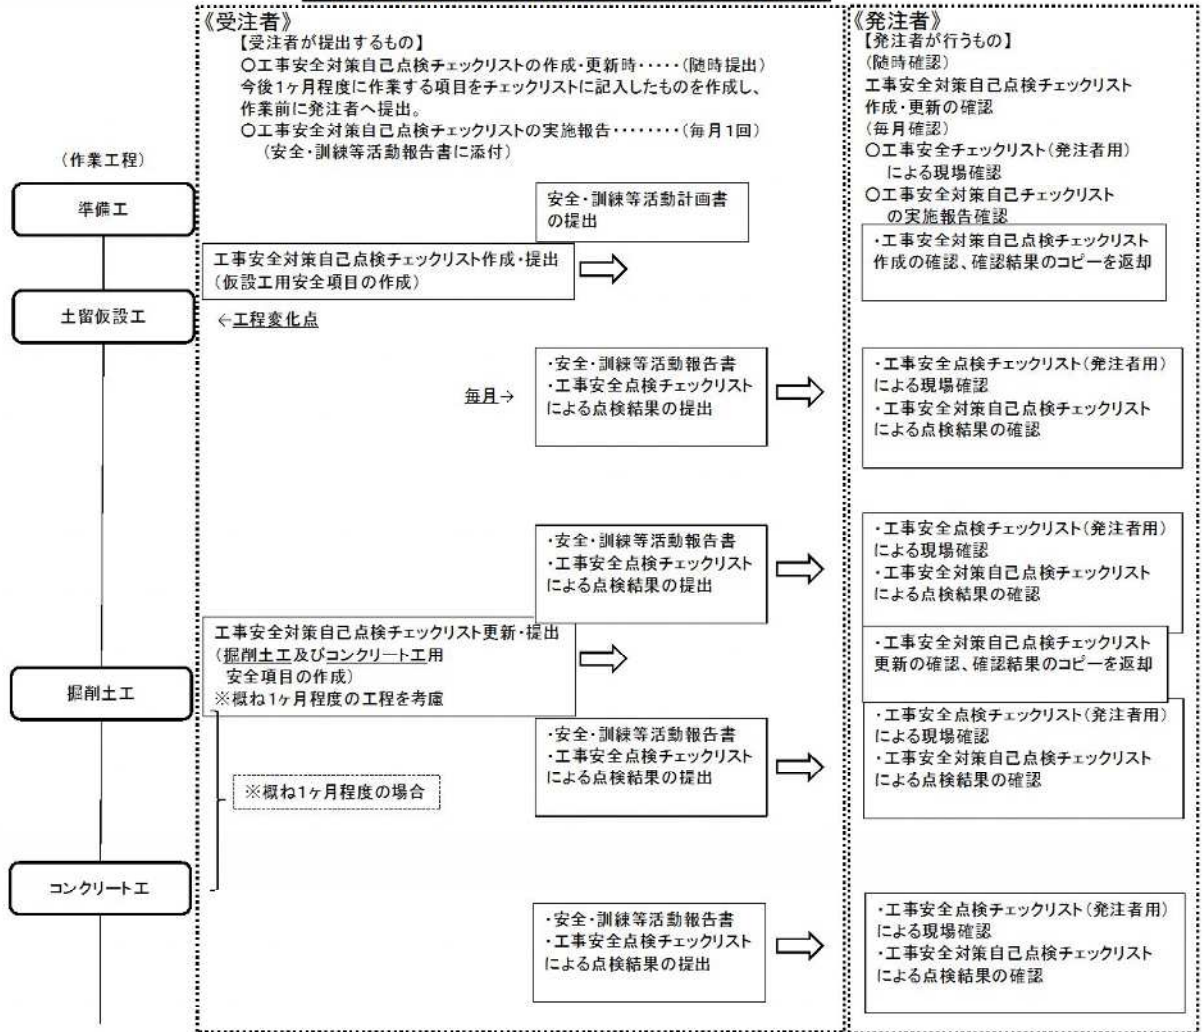 《受注者》
【受注者が提出するもの】
○工事安全対策自己点検チェックリストの作成・更新時・・・・・(随時提出)
今後1ヶ月程度に作業する項目をチェックリストに記入したものを作成し、
作業前に発注者へ提出。
○工事安全対策自己点検チェックリストの実施報告・・・・・・・・(毎月1回)
(安全・訓練等活動報告書に添付)
《発注者》
【発注者が行うもの】
(随時確認)
工事安全対策自己点検チェックリスト
作成・更新の確認
(毎月確認)
○工事安全チェックリスト(発注者用)
による現場確認
○工事安全対策自己チェックリスト
の実施報告確認
(作業工程)
準備工
安全・訓練等活動計画書
の提出
工事安全対策自己点検チェックリスト作成・提出
(仮設工用安全項目の作成)
・工事安全対策自己点検チェックリスト
作成の確認、確認結果のコピーを返却
土留仮設工
←工程変化点
毎月→
・安全・訓練等活動報告書
・工事安全点検チェックリスト
による点検結果の提出
・工事安全点検チェックリスト(発注者用)
による現場確認
・工事安全対策自己点検チェックリスト
による点検結果の確認
・安全・訓練等活動報告書
・工事安全点検チェックリスト
による点検結果の提出
・工事安全点検チェックリスト(発注者用)
による現場確認
・工事安全対策自己点検チェックリスト
による点検結果の確認
工事安全対策自己点検チェックリスト更新・提出
(掘削土工及びコンクリート工用
安全項目の作成)
※概ね1ヶ月程度の工程を考慮
・工事安全対策自己点検チェックリスト
更新の確認、確認結果のコピーを返却
掘削土工
・安全・訓練等活動報告書
・工事安全点検チェックリスト
による点検結果の提出
・工事安全点検チェックリスト(発注者用)
による現場確認
・工事安全対策自己点検チェックリスト
による点検結果の確認
※概ね1ヶ月程度の場合
コンクリート工
・安全・訓練等活動報告書
・工事安全点検チェックリスト
による点検結果の提出
・工事安全点検チェックリスト(発注者用)
による現場確認
・工事安全対策自己点検チェックリスト
による点検結果の確認